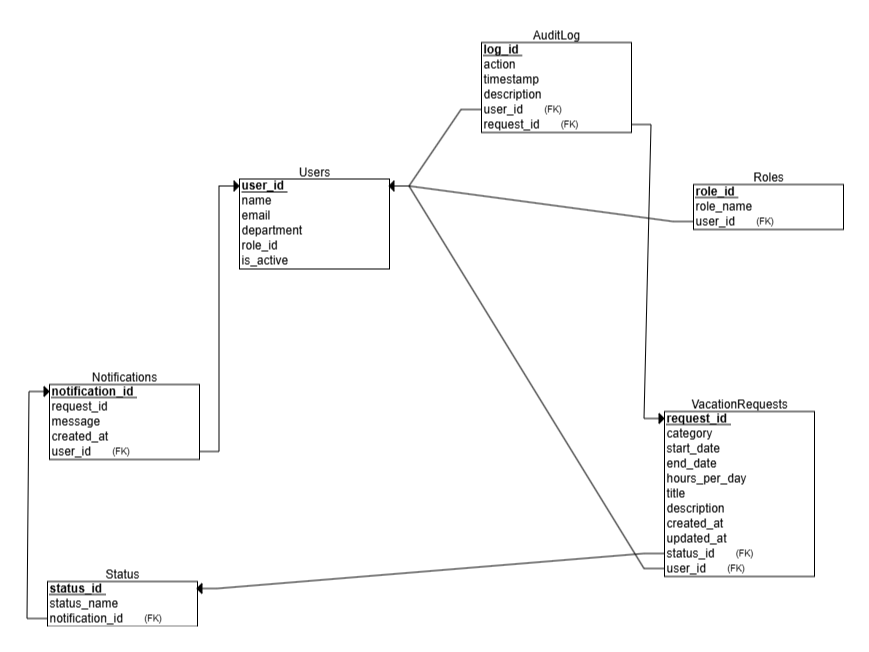 AuditLog
log_id
action
timestamp
description
user_id (FK)
request_id (FK)
Users
user_id
name
email
department
role_id
is_active
Roles
role_id
role_name
user_id (FK)
Notifications
notification_id
request_id
message
created_at
user_id (FK)
VacationRequests
request_id
category
start_date
end_date
hours_per_day
title
description
created_at
updated_at
status_id (FK)
user_id (FK)
Status
status_id
status_name
notification_id (FK)